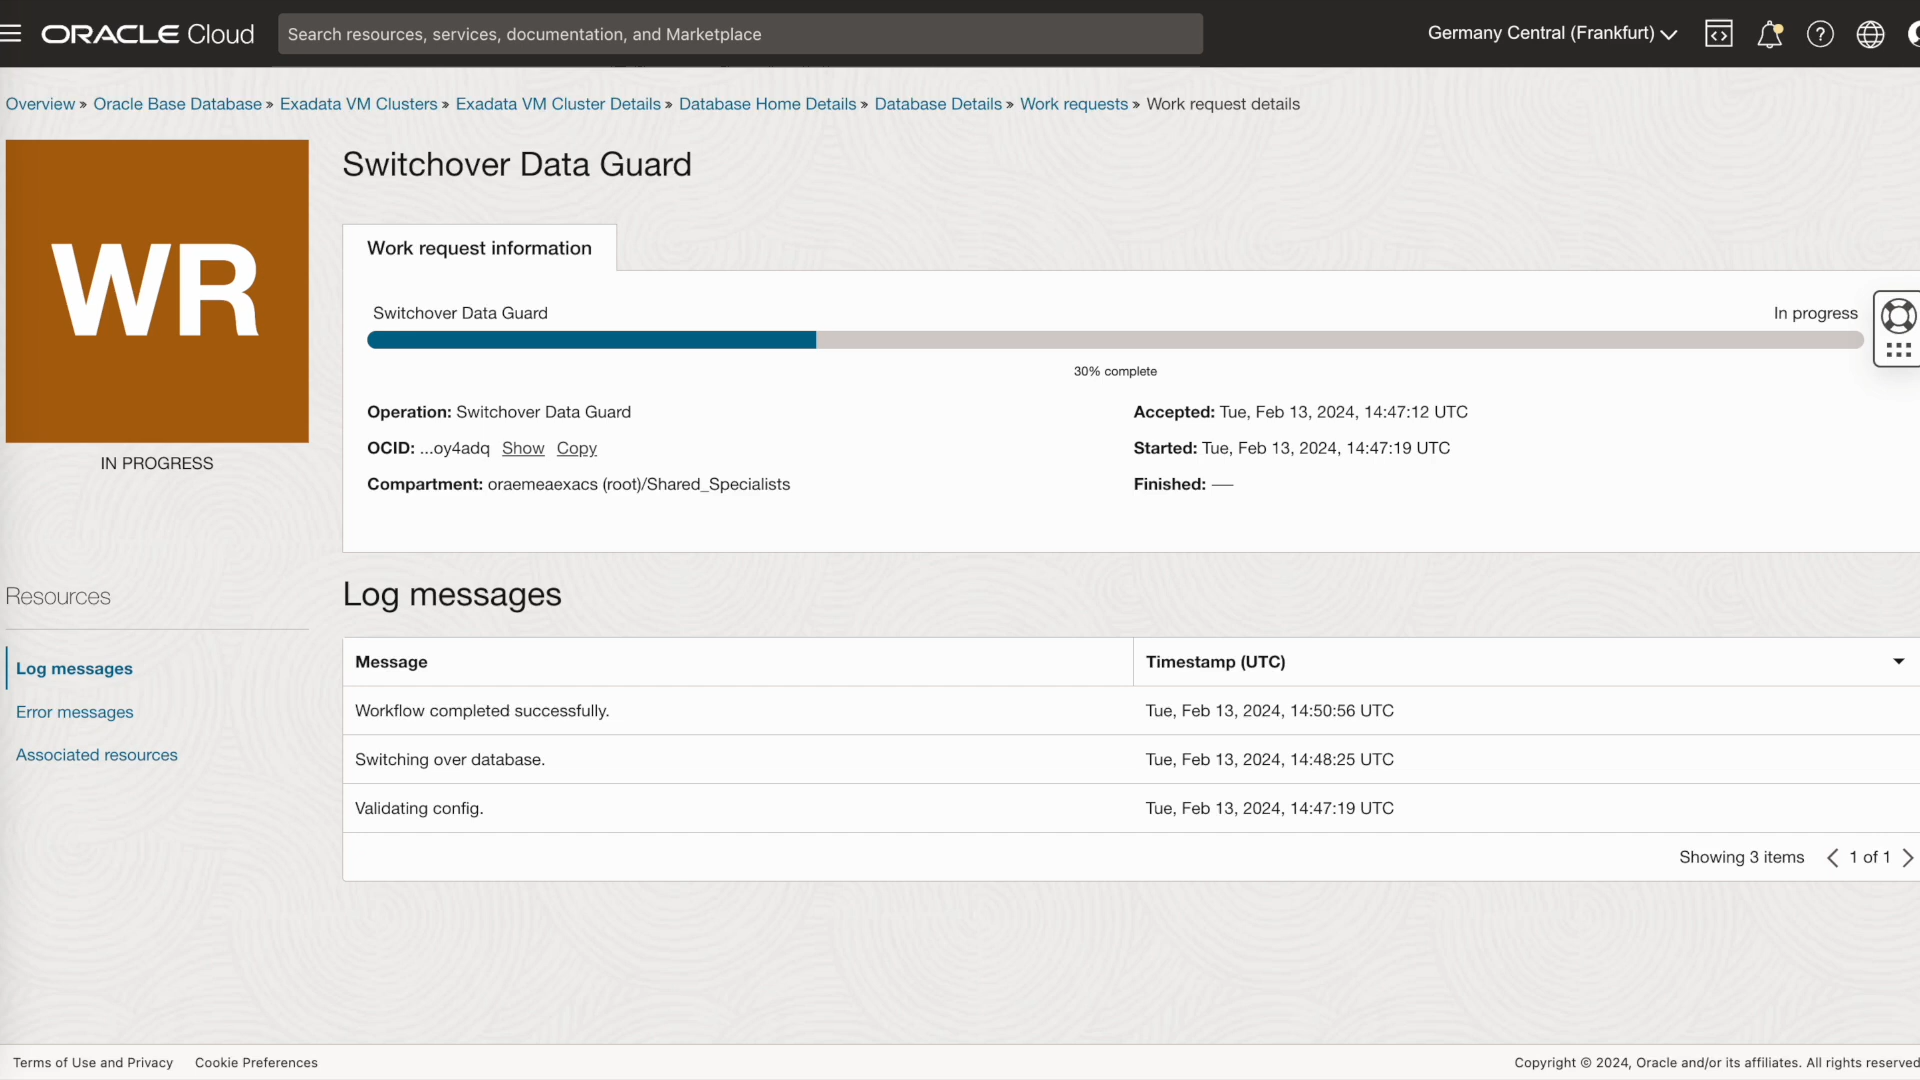 ORACLE Cloud
Search resources, services, documentation, and Marketplace
Germany Central (Frankfurt)
Overview » Oracle Base Database » Exadata VM Clusters » Exadata VM Cluster Details » Database Home Details » Database Details » Work requests » Work request details
WR
IN PROGRESS
Switchover Data Guard
Work request information
Switchover Data Guard In progress
30% complete
Operation: Switchover Data Guard
OCID: ...oy4adq Show Copy
Compartment: oraemeaexacs (root)/Shared_Specialists
Accepted: Tue, Feb 13, 2024, 14:47:12 UTC
Started: Tue, Feb 13, 2024, 14:47:19 UTC
Finished: —
Resources
Log messages
Error messages
Associated resources
Log messages
Message Timestamp (UTC)
Workflow completed successfully. Tue, Feb 13, 2024, 14:50:56 UTC
Switching over database. Tue, Feb 13, 2024, 14:48:25 UTC
Validating config. Tue, Feb 13, 2024, 14:47:19 UTC
Showing 3 items 1 of 1
Terms of Use and Privacy Cookie Preferences
Copyright © 2024, Oracle and/or its affiliates. All rights reserved